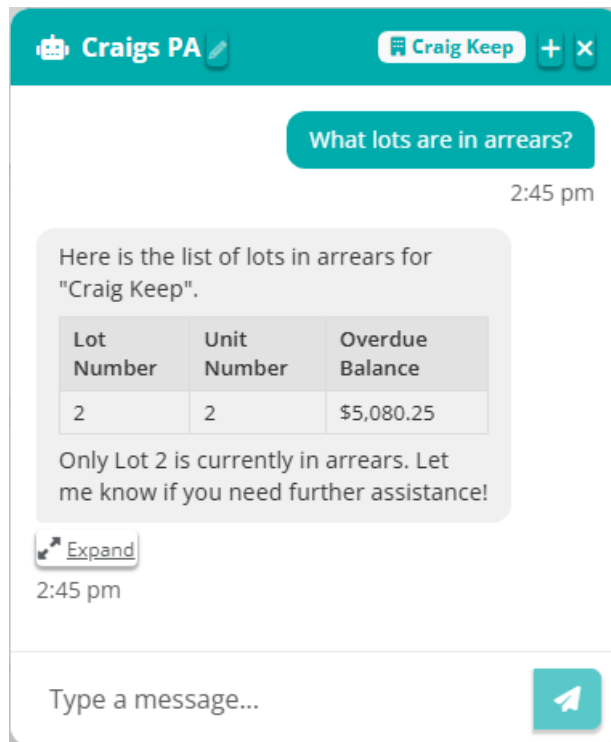 Craigs PA
Craig Keep
What lots are in arrears?
2:45 pm
Here is the list of lots in arrears for
"Craig Keep".
Lot Number Unit Number Overdue Balance
2 2 $5,080.25
Only Lot 2 is currently in arrears. Let
me know if you need further assistance!
Expand
2:45 pm
Type a message...